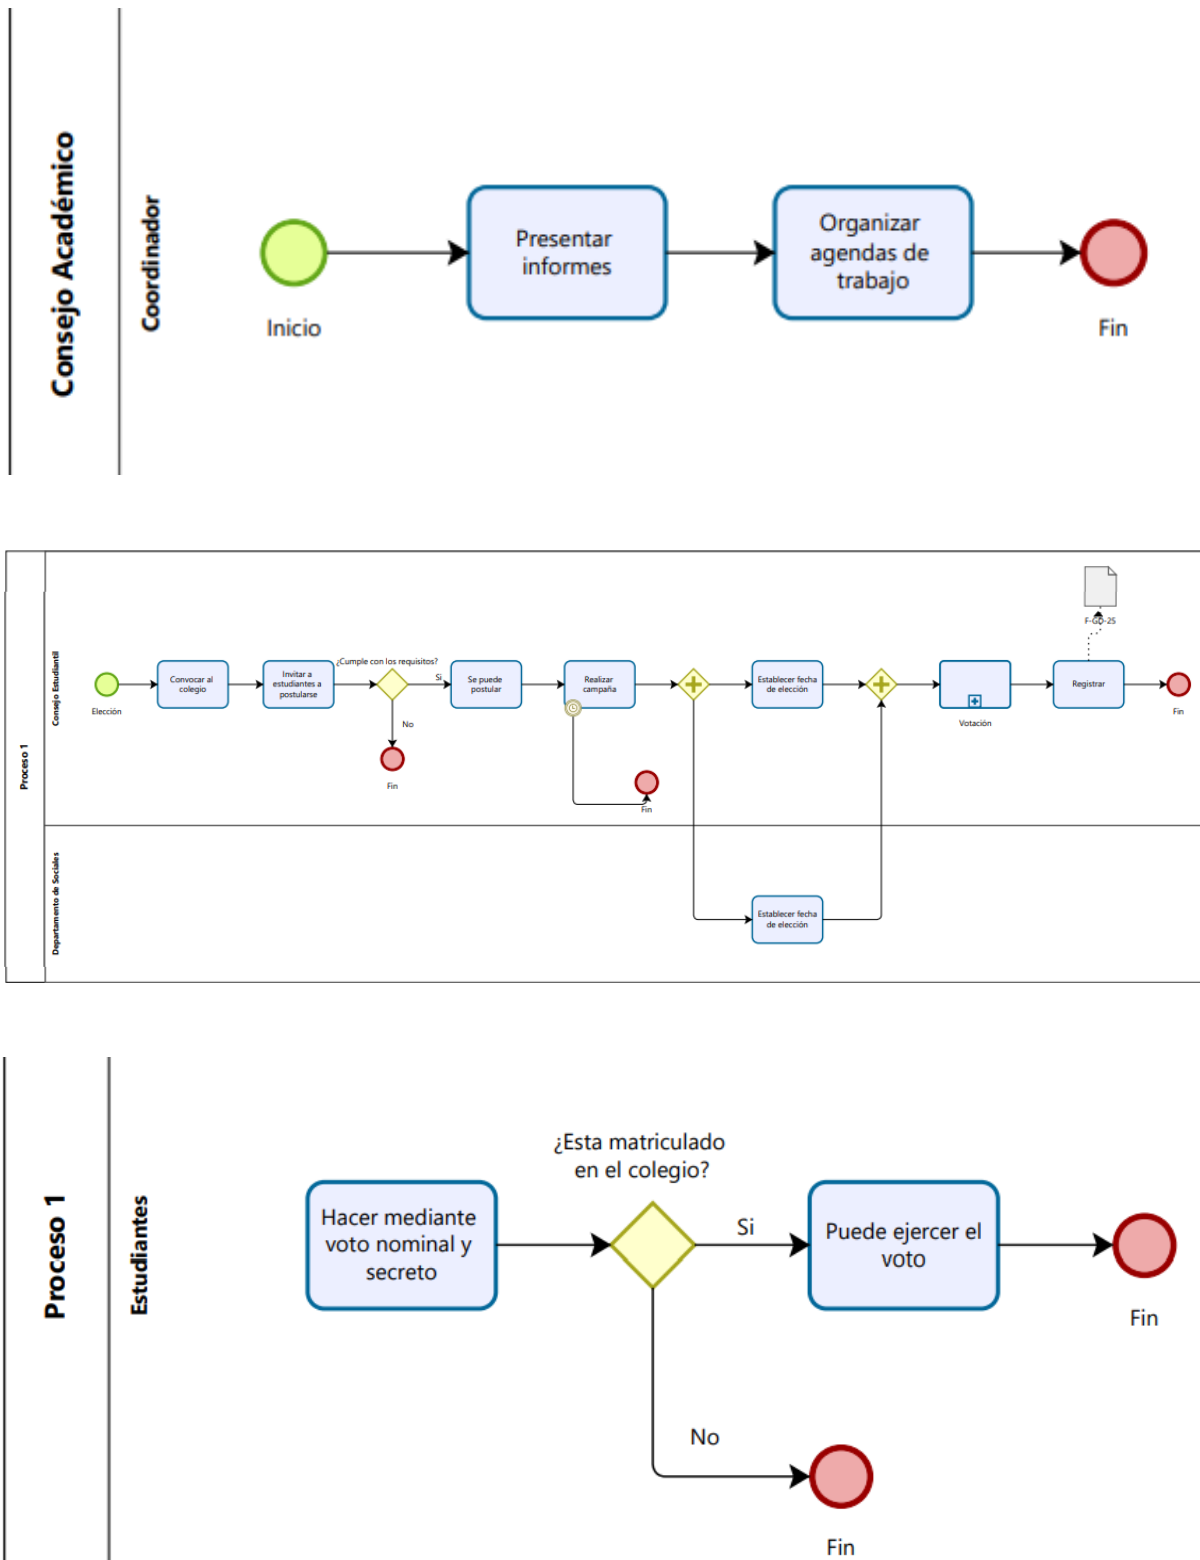 Consejo Académico
Coordinador
Inicio
Presentar
informes
Organizar
agendas de
trabajo
Fin
Proceso 1
Consejo Estudiantil
Elección
Convocar al
colegio
Invitar a
estudiantes a
postularse
¿Cumple con los requisitos?
Si
No
Fin
Se puede
postular
Realizar
campaña
Fin
Establecer fecha
de elección
Votación
Registrar
F-GD-25
Fin
Departamento de Sociales
Establecer fecha
de elección
Proceso 1
Estudiantes
Hacer mediante
voto nominal y
secreto
¿Esta matriculado
en el colegio?
Si
Puede ejercer el
voto
Fin
No
Fin